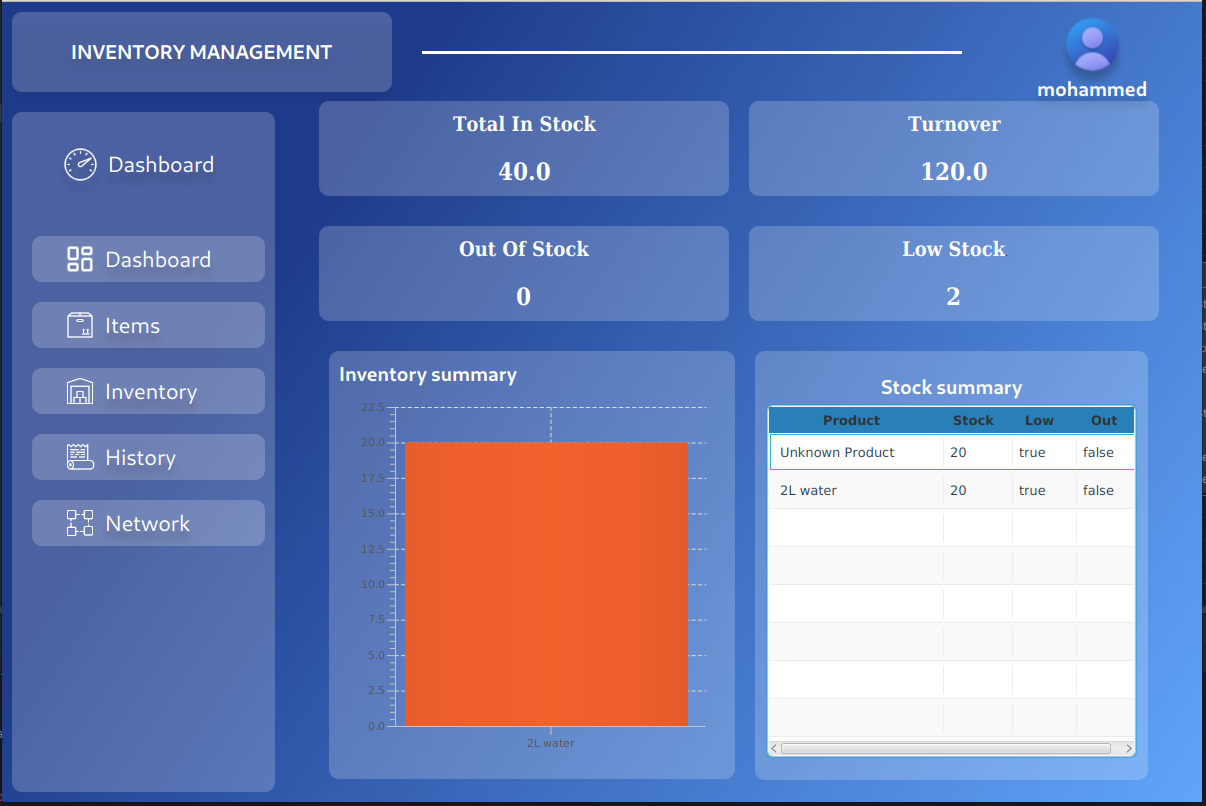 INVENTORY MANAGEMENT
mohammed
Dashboard
Dashboard
Items
Inventory
History
Network
Total In Stock
40.0
Turnover
120.0
Out Of Stock
0
Low Stock
2
Inventory summary
22.5
20.0
17.5
15.0
12.5
10.0
7.5
5.0
2.5
0.0
2L water
Stock summary
Product Stock Low Out
Unknown Product 20 true false
2L water 20 true false